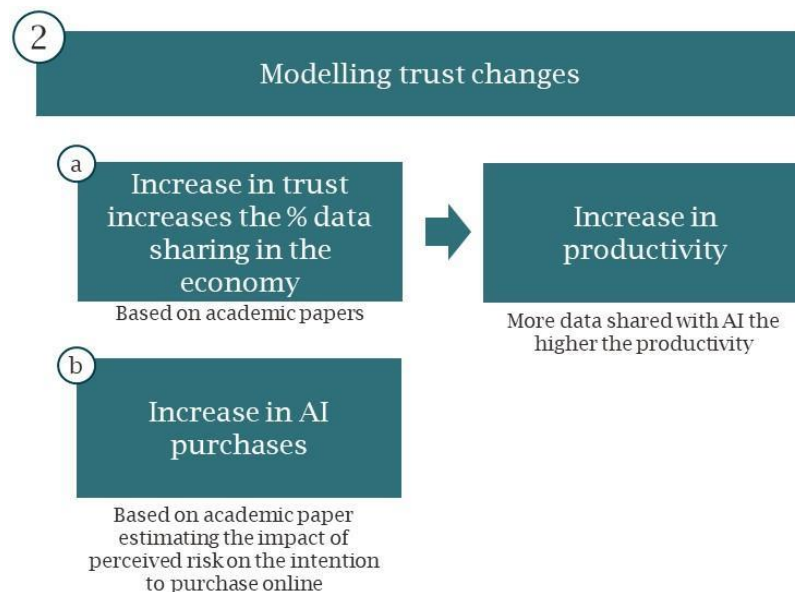 2
Modelling trust changes
a
Increase in trust
increases the % data
sharing in the
economy
Based on academic papers
Increase in
productivity
More data shared with AI the
higher the productivity
b
Increase in AI
purchases
Based on academic paper
estimating the impact of
perceived risk on the intention
to purchase online